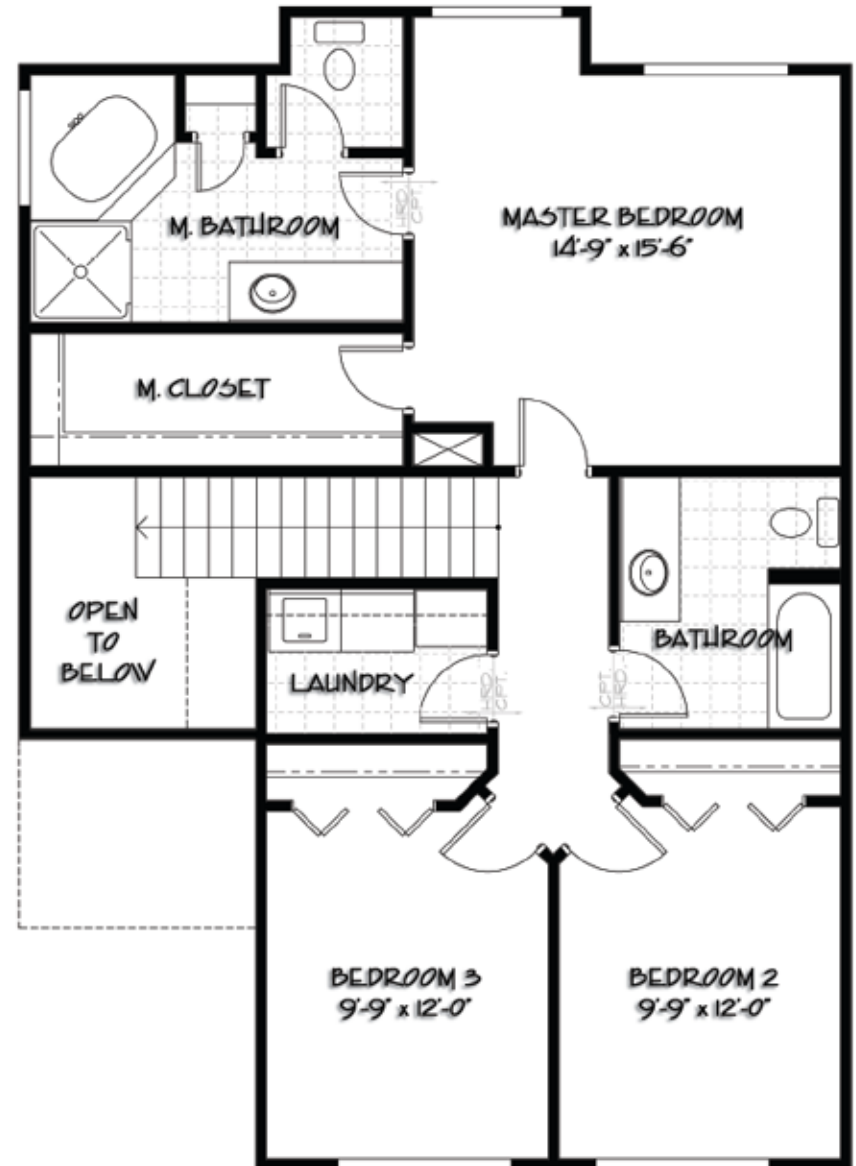 M. BATHROOM
MASTER BEDROOM
14'-9" x 15'-6"
M. CLOSET
OPEN
TO
BELOW
LAUNDRY
BATHROOM
BEDROOM 3
9'-9" x 12'-0"
BEDROOM 2
9'-9" x 12'-0"